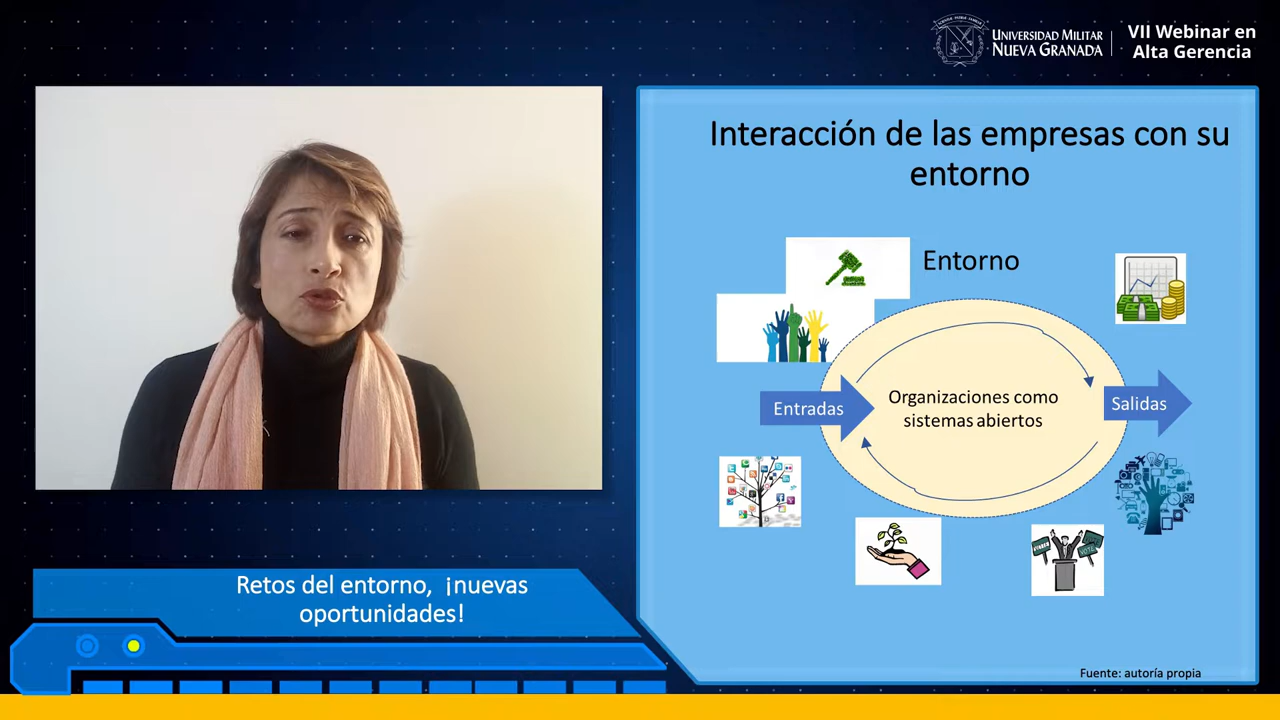 UNIVERSIDAD MILITAR
NUEVA GRANADA
VII Webinar en
Alta Gerencia
Interacción de las empresas con su
entorno
Entorno
Entradas
Organizaciones como
sistemas abiertos
Salidas
VOTE
Retos del entorno, ¡nuevas
oportunidades!
Fuente: autoría propia